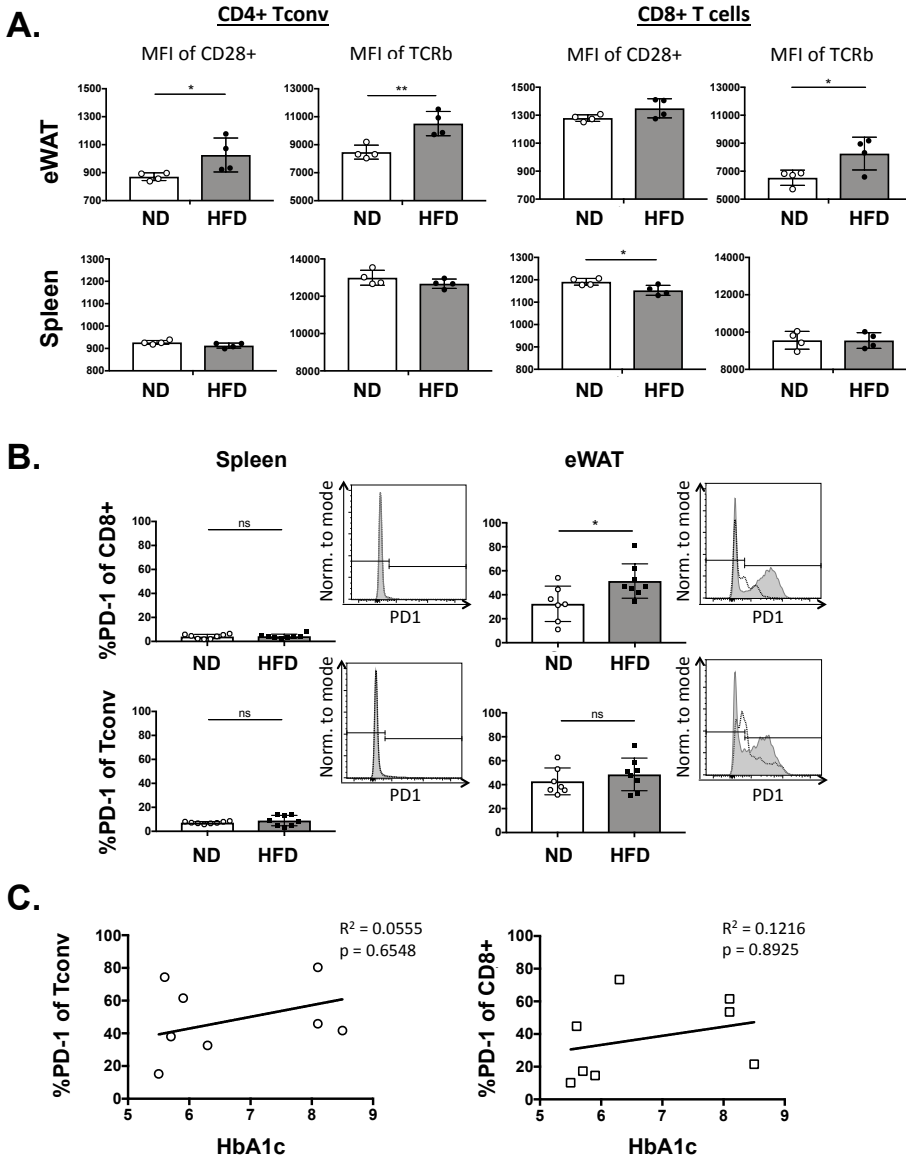 A.
CD4+ Tconv
CD8+ T cells
MFI of CD28+
MFI of TCRb
MFI of CD28+
MFI of TCRb
eWAT
1500
1300
1100
900
700
*
ND
HFD
13000
11000
9000
7000
5000
**
ND
HFD
1500
1300
1100
900
700
ND
HFD
13000
11000
9000
7000
5000
*
ND
HFD
Spleen
1300
1200
1100
1000
900
800
ND
HFD
14000
12000
10000
8000
ND
HFD
1300
1200
1100
1000
900
800
*
ND
HFD
14000
12000
10000
8000
ND
HFD
B.
Spleen
eWAT
%PD-1 of CD8+
100
80
60
40
20
0
ns
ND
HFD
Norm. to mode
PD1
100
80
60
40
20
0
*
ND
HFD
Norm. to mode
PD1
%PD-1 of Tconv
100
80
60
40
20
0
ns
ND
HFD
Norm. to mode
PD1
100
80
60
40
20
0
ns
ND
HFD
Norm. to mode
PD1
C.
%PD-1 of Tconv
100
80
60
40
20
0
R² = 0.0555
p = 0.6548
5 6 7 8 9
HbA1c
%PD-1 of CD8+
100
80
60
40
20
0
R² = 0.1216
p = 0.8925
5 6 7 8 9
HbA1c